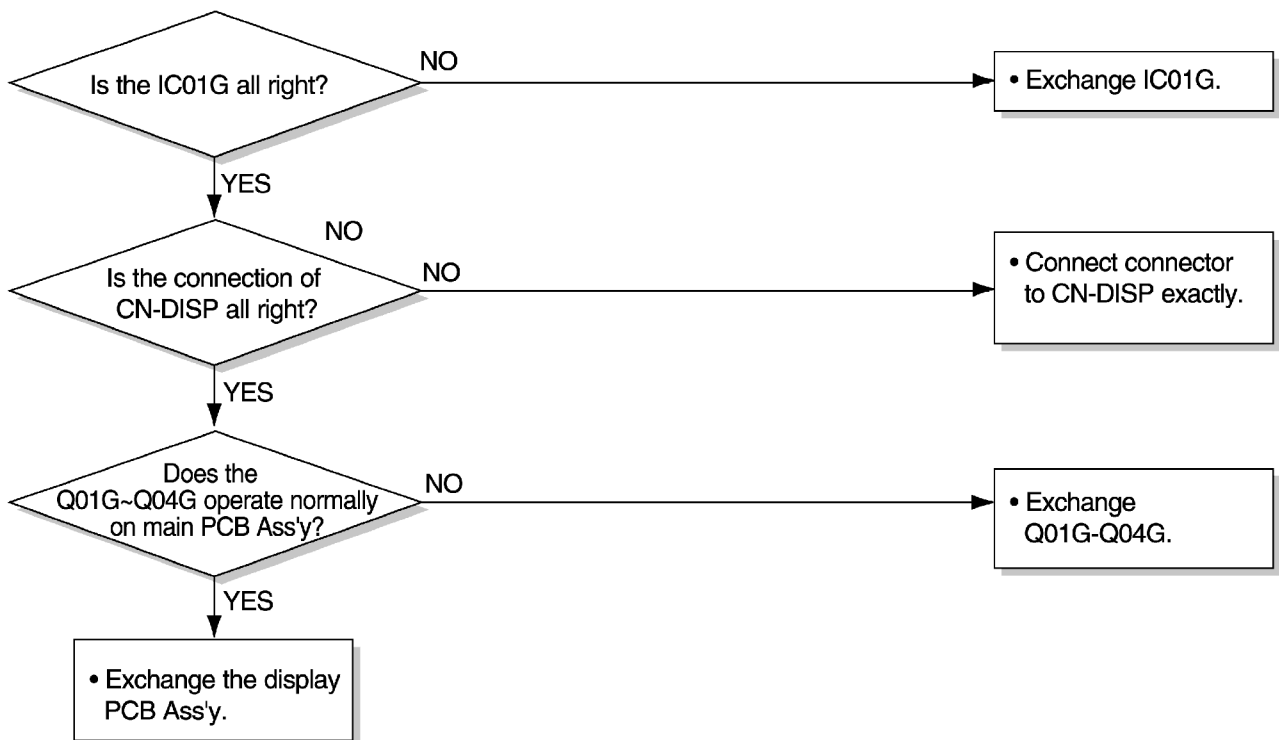 NO
Is the IC01G all right?
• Exchange IC01G.
YES
NO
Is the connection of
CN-DISP all right?
NO
• Connect connector
to CN-DISP exactly.
YES
Does the
Q01G~Q04G operate normally
on main PCB Ass'y?
NO
• Exchange
Q01G-Q04G.
YES
• Exchange the display
PCB Ass'y.